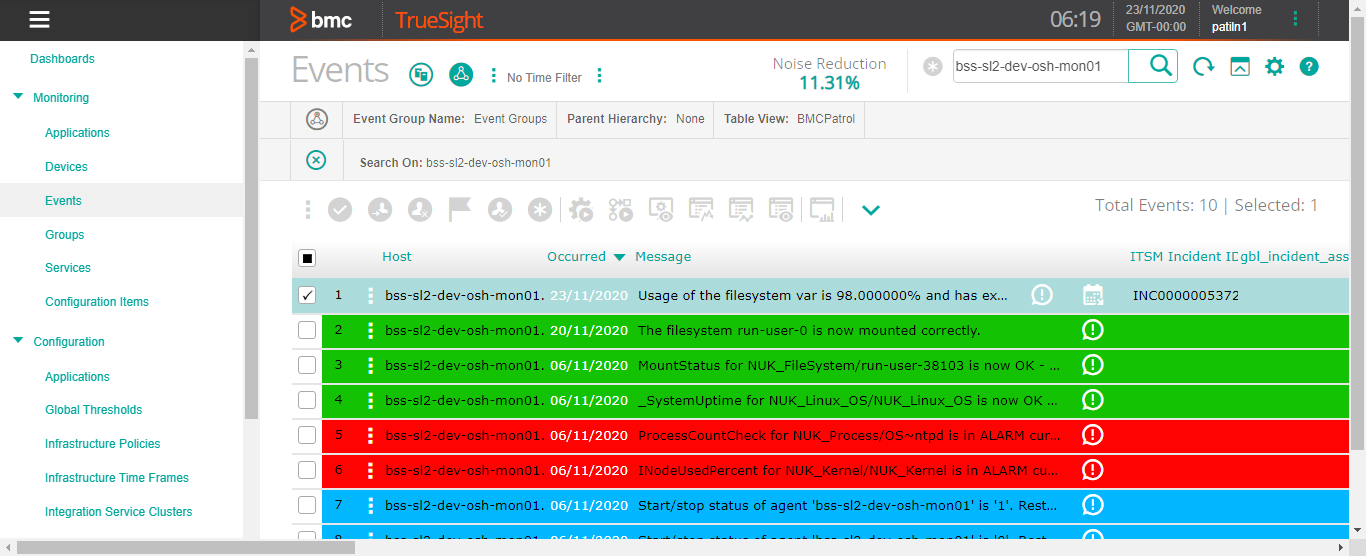 bmc TrueSight 06:19 23/11/2020 GMT-00:00 Welcome patiln1
Dashboards
Monitoring
Applications
Devices
Events
Groups
Services
Configuration Items
Configuration
Applications
Global Thresholds
Infrastructure Policies
Infrastructure Time Frames
Integration Service Clusters
Events No Time Filter Noise Reduction 11.31% bss-sl2-dev-osh-mon01
Event Group Name: Event Groups Parent Hierarchy: None Table View: BMCPatrol
Search On: bss-sl2-dev-osh-mon01
Total Events: 10 | Selected: 1
Host Occurred Message ITSM Incident ID gbl_incident_ass
1 bss-sl2-dev-osh-mon01. 23/11/2020 Usage of the filesystem var is 98.000000% and has ex... INC0000005372
2 bss-sl2-dev-osh-mon01. 20/11/2020 The filesystem run-user-0 is now mounted correctly.
3 bss-sl2-dev-osh-mon01. 06/11/2020 MountStatus for NUK_FileSystem/run-user-38103 is now OK - ...
4 bss-sl2-dev-osh-mon01. 06/11/2020 _SystemUptime for NUK_Linux_OS/NUK_Linux_OS is now OK ...
5 bss-sl2-dev-osh-mon01. 06/11/2020 ProcessCountCheck for NUK_Process/OS~ntpd is in ALARM cur...
6 bss-sl2-dev-osh-mon01. 06/11/2020 INodeUsedPercent for NUK_Kernel/NUK_Kernel is in ALARM cu...
7 bss-sl2-dev-osh-mon01. 06/11/2020 Start/stop status of agent 'bss-sl2-dev-osh-mon01' is '1'. Rest...